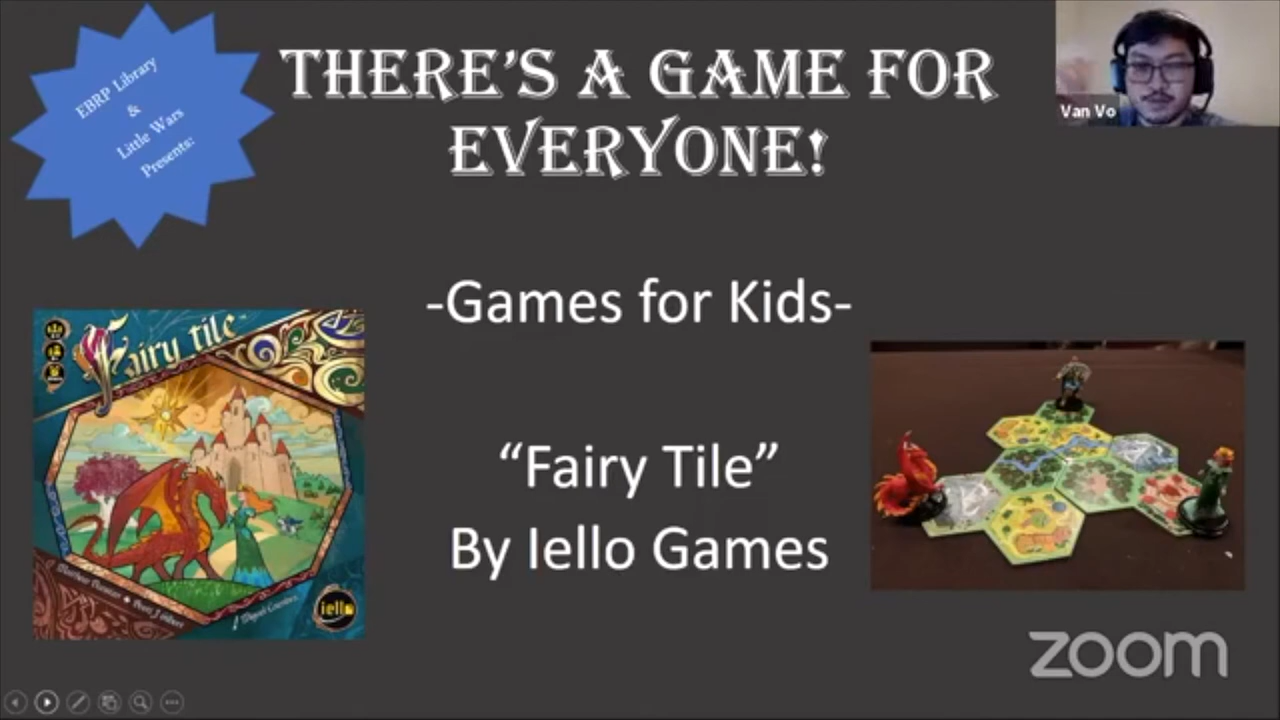 EBRP Library
&
Little Wars
Presents:
THERE'S A GAME FOR
EVERYONE!
Van Vo
-Games for Kids-
Fairy tile
"Fairy Tile"
By Iello Games
iello
zoom